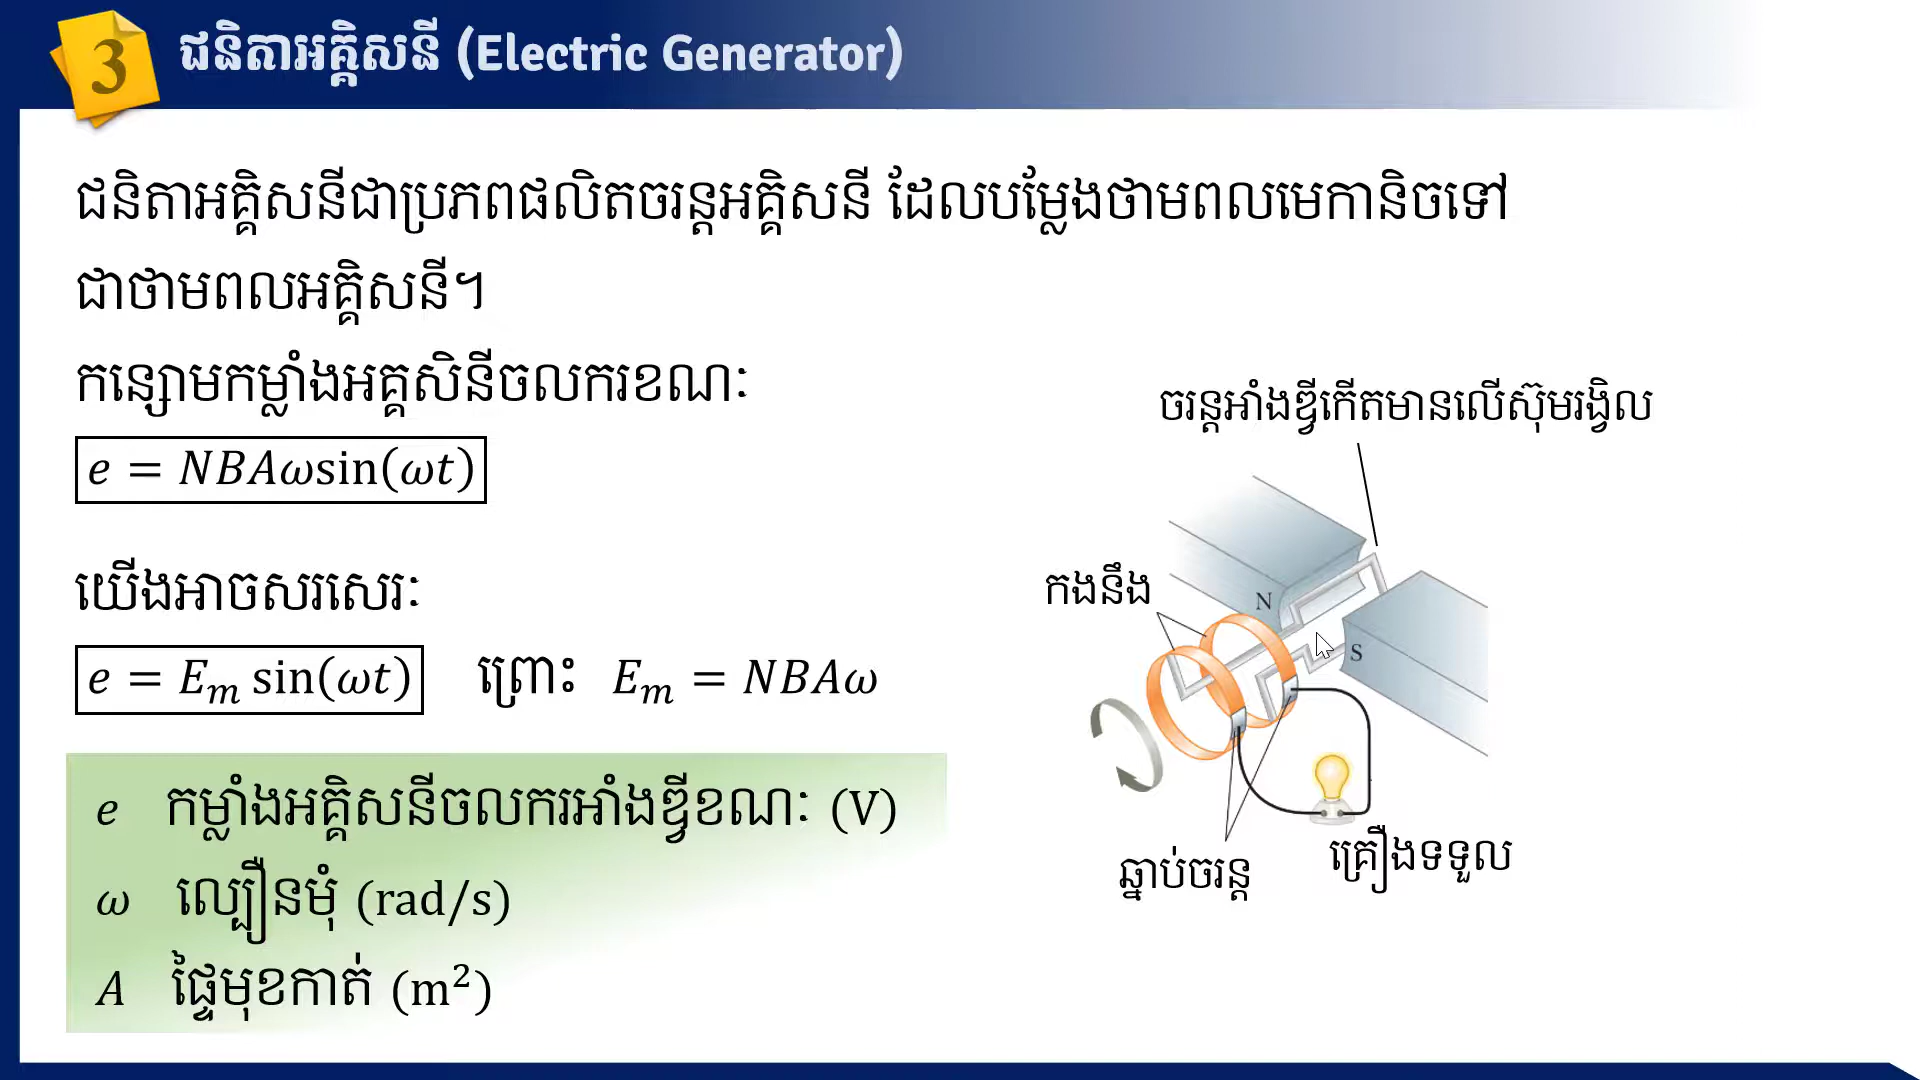 3
ជនិតាអគ្គិសនី (Electric Generator)
ជនិតាអគ្គិសនីជាប្រភពផលិតចរន្តអគ្គិសនី ដែលបម្លែងថាមពលមេកានិចទៅ
ជាថាមពលអគ្គិសនី។
កន្សោមកម្លាំងអគ្គសិនីចលករខណៈ
e = NBAωsin(ωt)
យើងអាចសរសេរៈ
e = Eₘ sin(ωt) ព្រោះ Eₘ = NBAω
e កម្លាំងអគ្គិសនីចលករអាំងឌ្វីខណៈ (V)
ω ល្បឿនមុំ (rad/s)
A ផ្ទៃមុខកាត់ (m²)
ចរន្តអាំងឌ្វីកើតមានលើស៊ុមរង្វិល
កងនឹង
N
S
ឆ្នាប់ចរន្ត
គ្រឿងទទួល